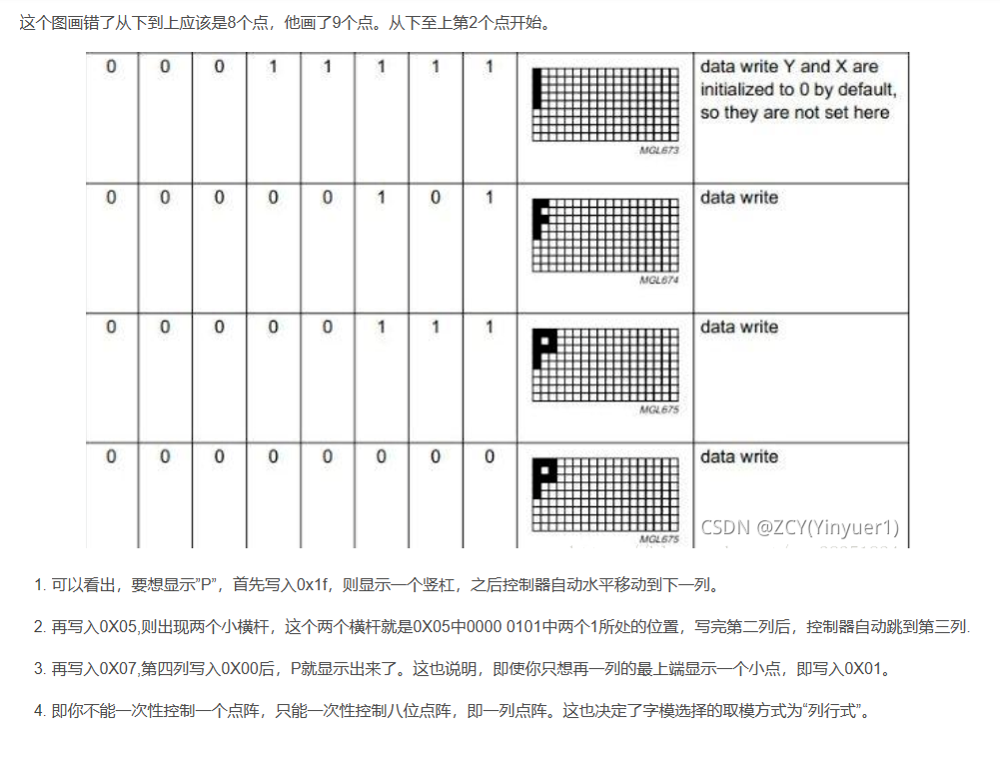 这个图画错了从下到上应该是8个点，他画了9个点。从下至上第2个点开始。
0 0 0 1 1 1 1 1 data write Y and X are
initialized to 0 by default,
so they are not set here
MGL673
0 0 0 0 0 1 0 1 data write
MGL674
0 0 0 0 0 1 1 1 data write
MGL675
0 0 0 0 0 0 0 0 data write
CSDN @ZCY(Yinyuer1)
MGL675
1. 可以看出，要想显示”P”，首先写入0x1f，则显示一个竖杠，之后控制器自动水平移动到下一列。
2. 再写入0X05,则出现两个小横杆，这个两个横杆就是0X05中0000 0101中两个1所处的位置，写完第二列后，控制器自动跳到第三列.
3. 再写入0X07,第四列写入0X00后，P就显示出来了。这也说明，即使你只想再一列的最上端显示一个小点，即写入0X01。
4. 即你不能一次性控制一个点阵，只能一次性控制八位点阵，即一列点阵。这也决定了字模选择的取模方式为“列行式”。